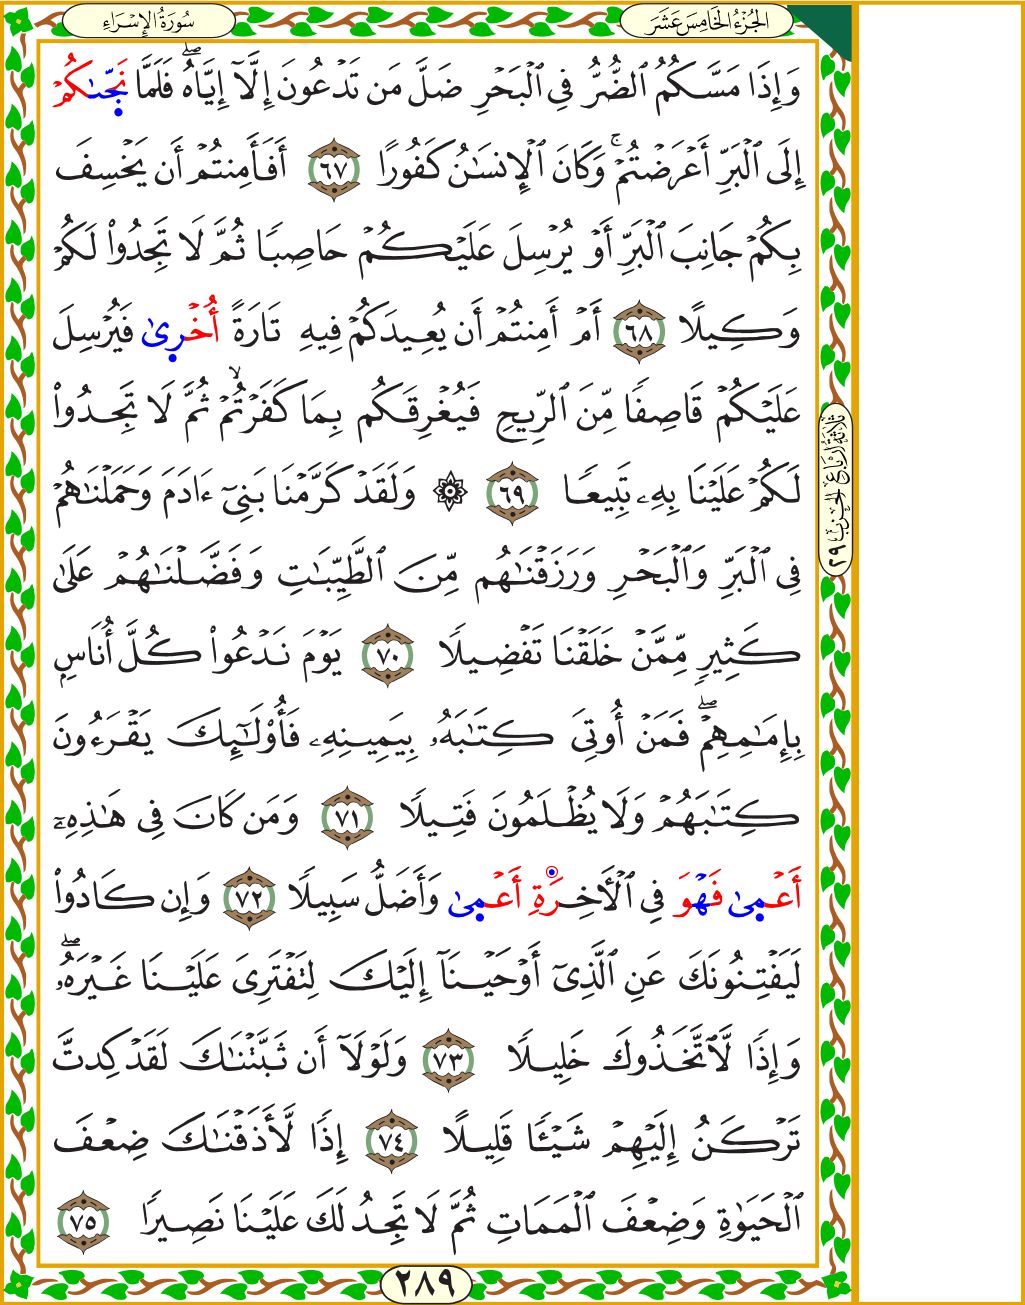 الجُزْءُ الخَامِسَ عَشَرَ
سُورَةُ الإِسْرَاءِ
وَإِذَا مَسَّكُمُ ٱلضُّرُّ فِي ٱلۡبَحۡرِ ضَلَّ مَن تَدۡعُونَ إِلَّآ إِيَّاهُۖ فَلَمَّا نَجّىٰكُمۡ
إِلَى ٱلۡبَرِّ أَعۡرَضۡتُمۡۚ وَكَانَ ٱلۡإِنسَٰنُ كَفُورًا ٦٧ أَفَأَمِنتُمۡ أَن يَخۡسِفَ
بِكُمۡ جَانِبَ ٱلۡبَرِّ أَوۡ يُرۡسِلَ عَلَيۡكُمۡ حَاصِبٗا ثُمَّ لَا تَجِدُواْ لَكُمۡ
وَكِيلًا ٦٨ أَمۡ أَمِنتُمۡ أَن يُعِيدَكُمۡ فِيهِ تَارَةً أُخۡرِىٰ فَيُرۡسِلَ
عَلَيۡكُمۡ قَاصِفٗا مِّنَ ٱلرِّيحِ فَيُغۡرِقَكُم بِمَا كَفَرۡتُمۡۙ ثُمَّ لَا تَجِدُواْ
لَكُمۡ عَلَيۡنَا بِهِۦ تَبِيعٗا ٦٩ ۞ وَلَقَدۡ كَرَّمۡنَا بَنِيٓ ءَادَمَ وَحَمَلۡنَٰهُمۡ
فِي ٱلۡبَرِّ وَٱلۡبَحۡرِ وَرَزَقۡنَٰهُم مِّنَ ٱلطَّيِّبَٰتِ وَفَضَّلۡنَٰهُمۡ عَلَىٰ
كَثِيرٖ مِّمَّنۡ خَلَقۡنَا تَفۡضِيلٗا ٧٠ يَوۡمَ نَدۡعُواْ كُلَّ أُنَاسِۭ
بِإِمَٰمِهِمۡۖ فَمَنۡ أُوتِيَ كِتَٰبَهُۥ بِيَمِينِهِۦ فَأُوْلَٰٓئِكَ يَقۡرَءُونَ
كِتَٰبَهُمۡ وَلَا يُظۡلَمُونَ فَتِيلٗا ٧١ وَمَن كَانَ فِي هَٰذِهِۦٓ
أَعۡمِىٰ فَهۡوَ فِي ٱلۡأٓخِرَةِ أَعۡمِىٰ وَأَضَلُّ سَبِيلٗا ٧٢ وَإِن كَادُواْ
لَيَفۡتِنُونَكَ عَنِ ٱلَّذِيٓ أَوۡحَيۡنَآ إِلَيۡكَ لِتَفۡتَرِيَ عَلَيۡنَا غَيۡرَهُۥۖ
وَإِذٗا لَّٱتَّخَذُوكَ خَلِيلٗا ٧٣ وَلَوۡلَآ أَن ثَبَّتۡنَٰكَ لَقَدۡ كِدتَّ
تَرۡكَنُ إِلَيۡهِمۡ شَيۡـٔٗا قَلِيلًا ٧٤ إِذٗا لَّأَذَقۡنَٰكَ ضِعۡفَ
ٱلۡحَيَوٰةِ وَضِعۡفَ ٱلۡمَمَاتِ ثُمَّ لَا تَجِدُ لَكَ عَلَيۡنَا نَصِيرٗا ٧٥
ثَلَاثَةُ أَرْبَاعِ الحِزْب ٢٩
٢٨٩